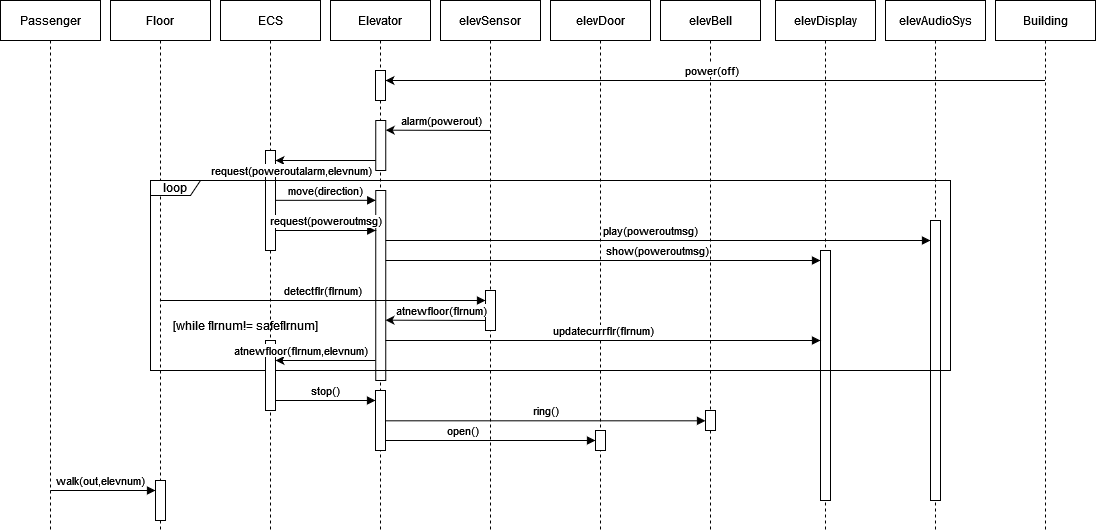 Passenger
Floor
ECS
Elevator
elevSensor
elevDoor
elevBell
elevDisplay
elevAudioSys
Building
power(off)
alarm(powerout)
request(poweroutalarm,elevnum)
loop
move(direction)
request(poweroutmsg)
play(poweroutmsg)
show(poweroutmsg)
detectflr(flrnum)
atnewfloor(flrnum)
[while flrnum!= safeflrnum]
updatecurrflr(flrnum)
atnewfloor(flrnum,elevnum)
stop()
ring()
open()
walk(out,elevnum)